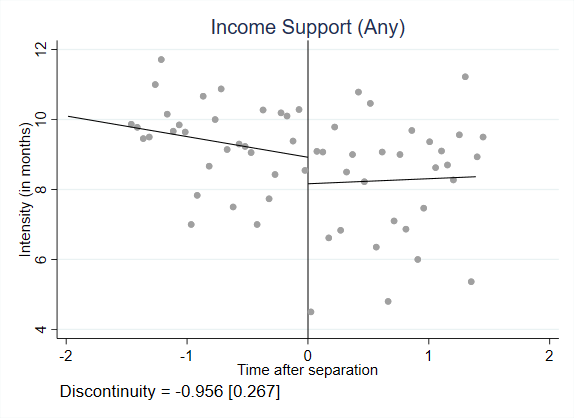 Income Support (Any)
12
10
8
6
4
Intensity (in months)
-2
-1
0
1
2
Time after separation
Discontinuity = -0.956 [0.267]